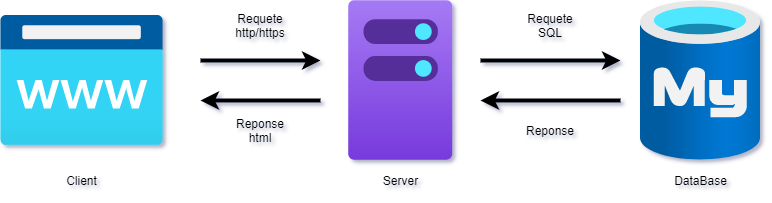 Requete
http/https
Requete
SQL
WWW
My
Reponse
html
Reponse
Client
Server
DataBase